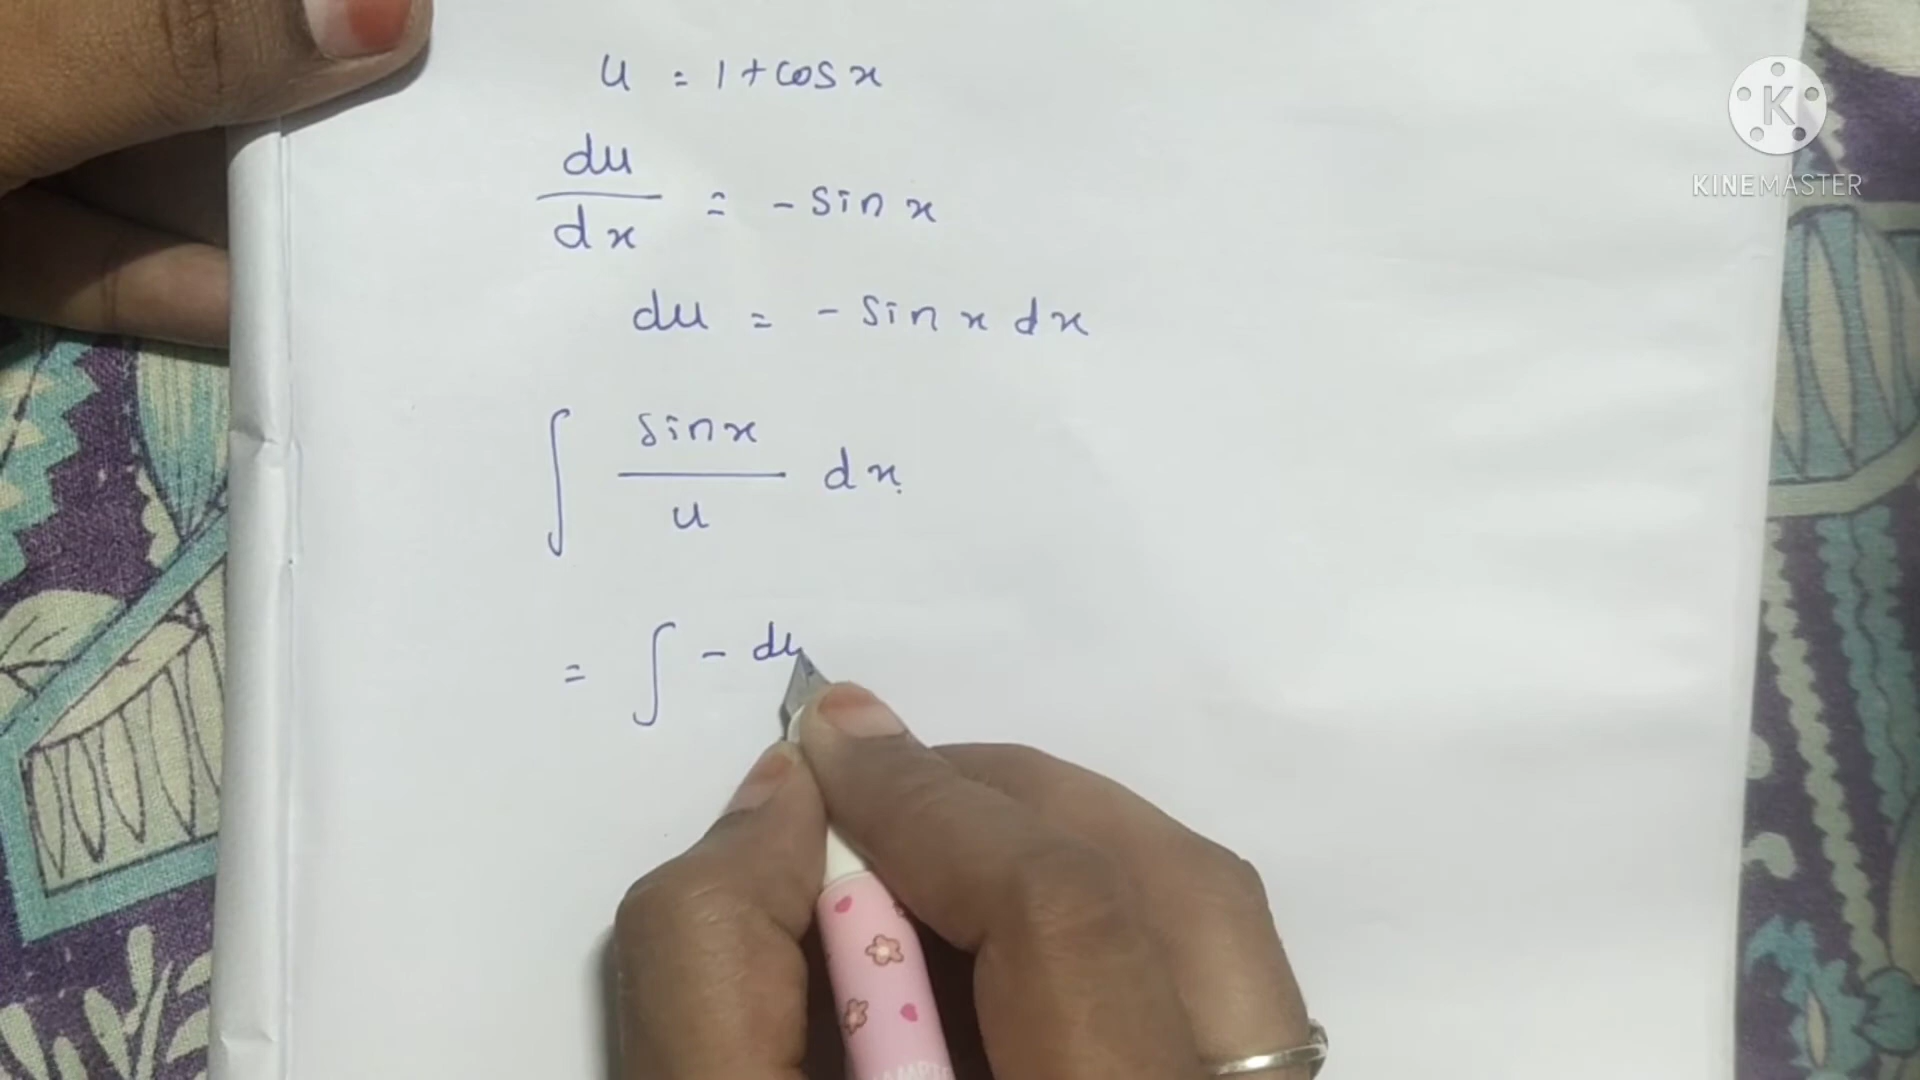 u = 1 + cos x
du
dx = - sin x
du = - sin x dx
∫ sin x
u dx
= ∫ - du
K
KINEMASTER